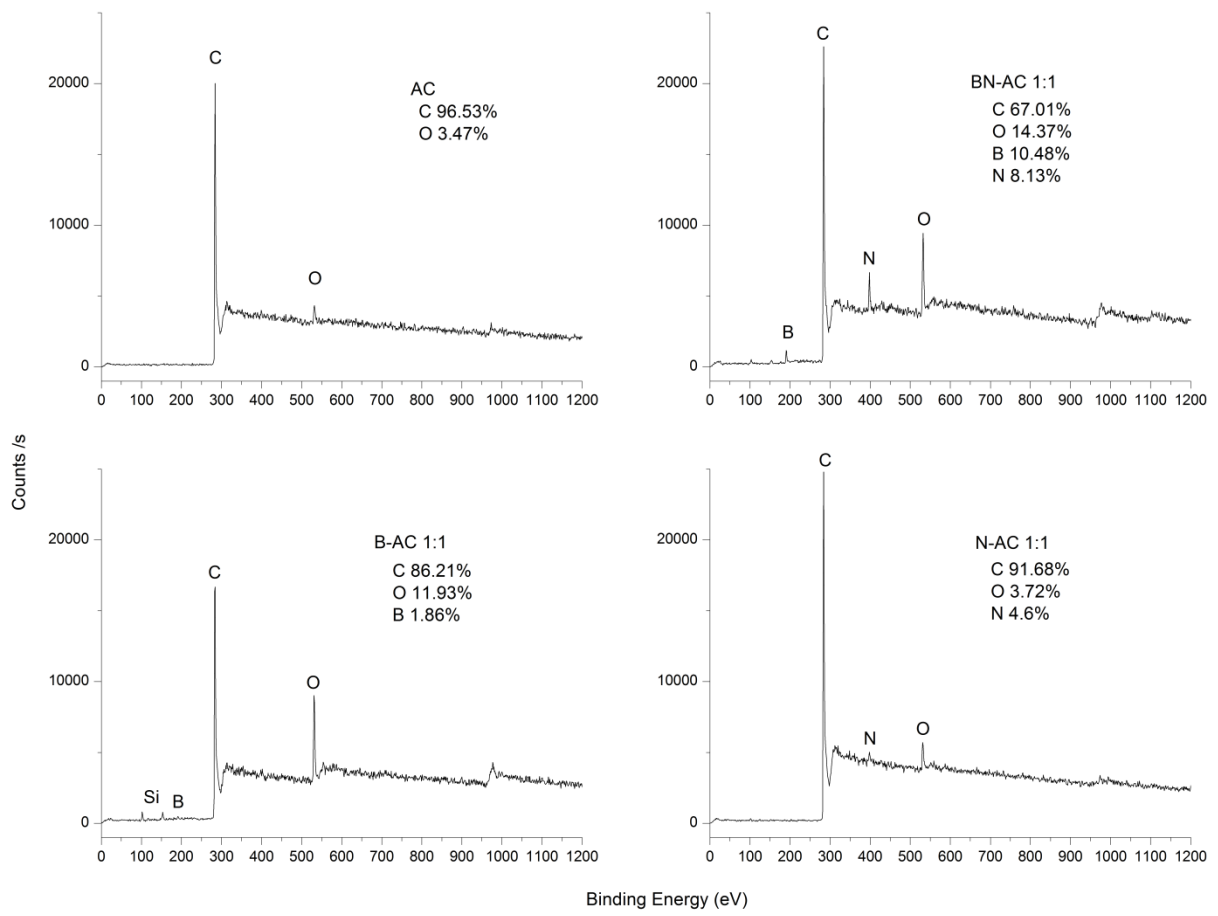 C
AC
C 96.53%
O 3.47%
O
20000
10000
0
0 100 200 300 400 500 600 700 800 900 1000 1100 1200
C
BN-AC 1:1
C 67.01%
O 14.37%
B 10.48%
N 8.13%
O
N
B
20000
10000
0
0 100 200 300 400 500 600 700 800 900 1000 1100 1200
Counts /s
C
B-AC 1:1
C 86.21%
O 11.93%
B 1.86%
O
Si B
20000
10000
0
0 100 200 300 400 500 600 700 800 900 1000 1100 1200
C
N-AC 1:1
C 91.68%
O 3.72%
N 4.6%
N O
20000
10000
0
0 100 200 300 400 500 600 700 800 900 1000 1100 1200
Binding Energy (eV)